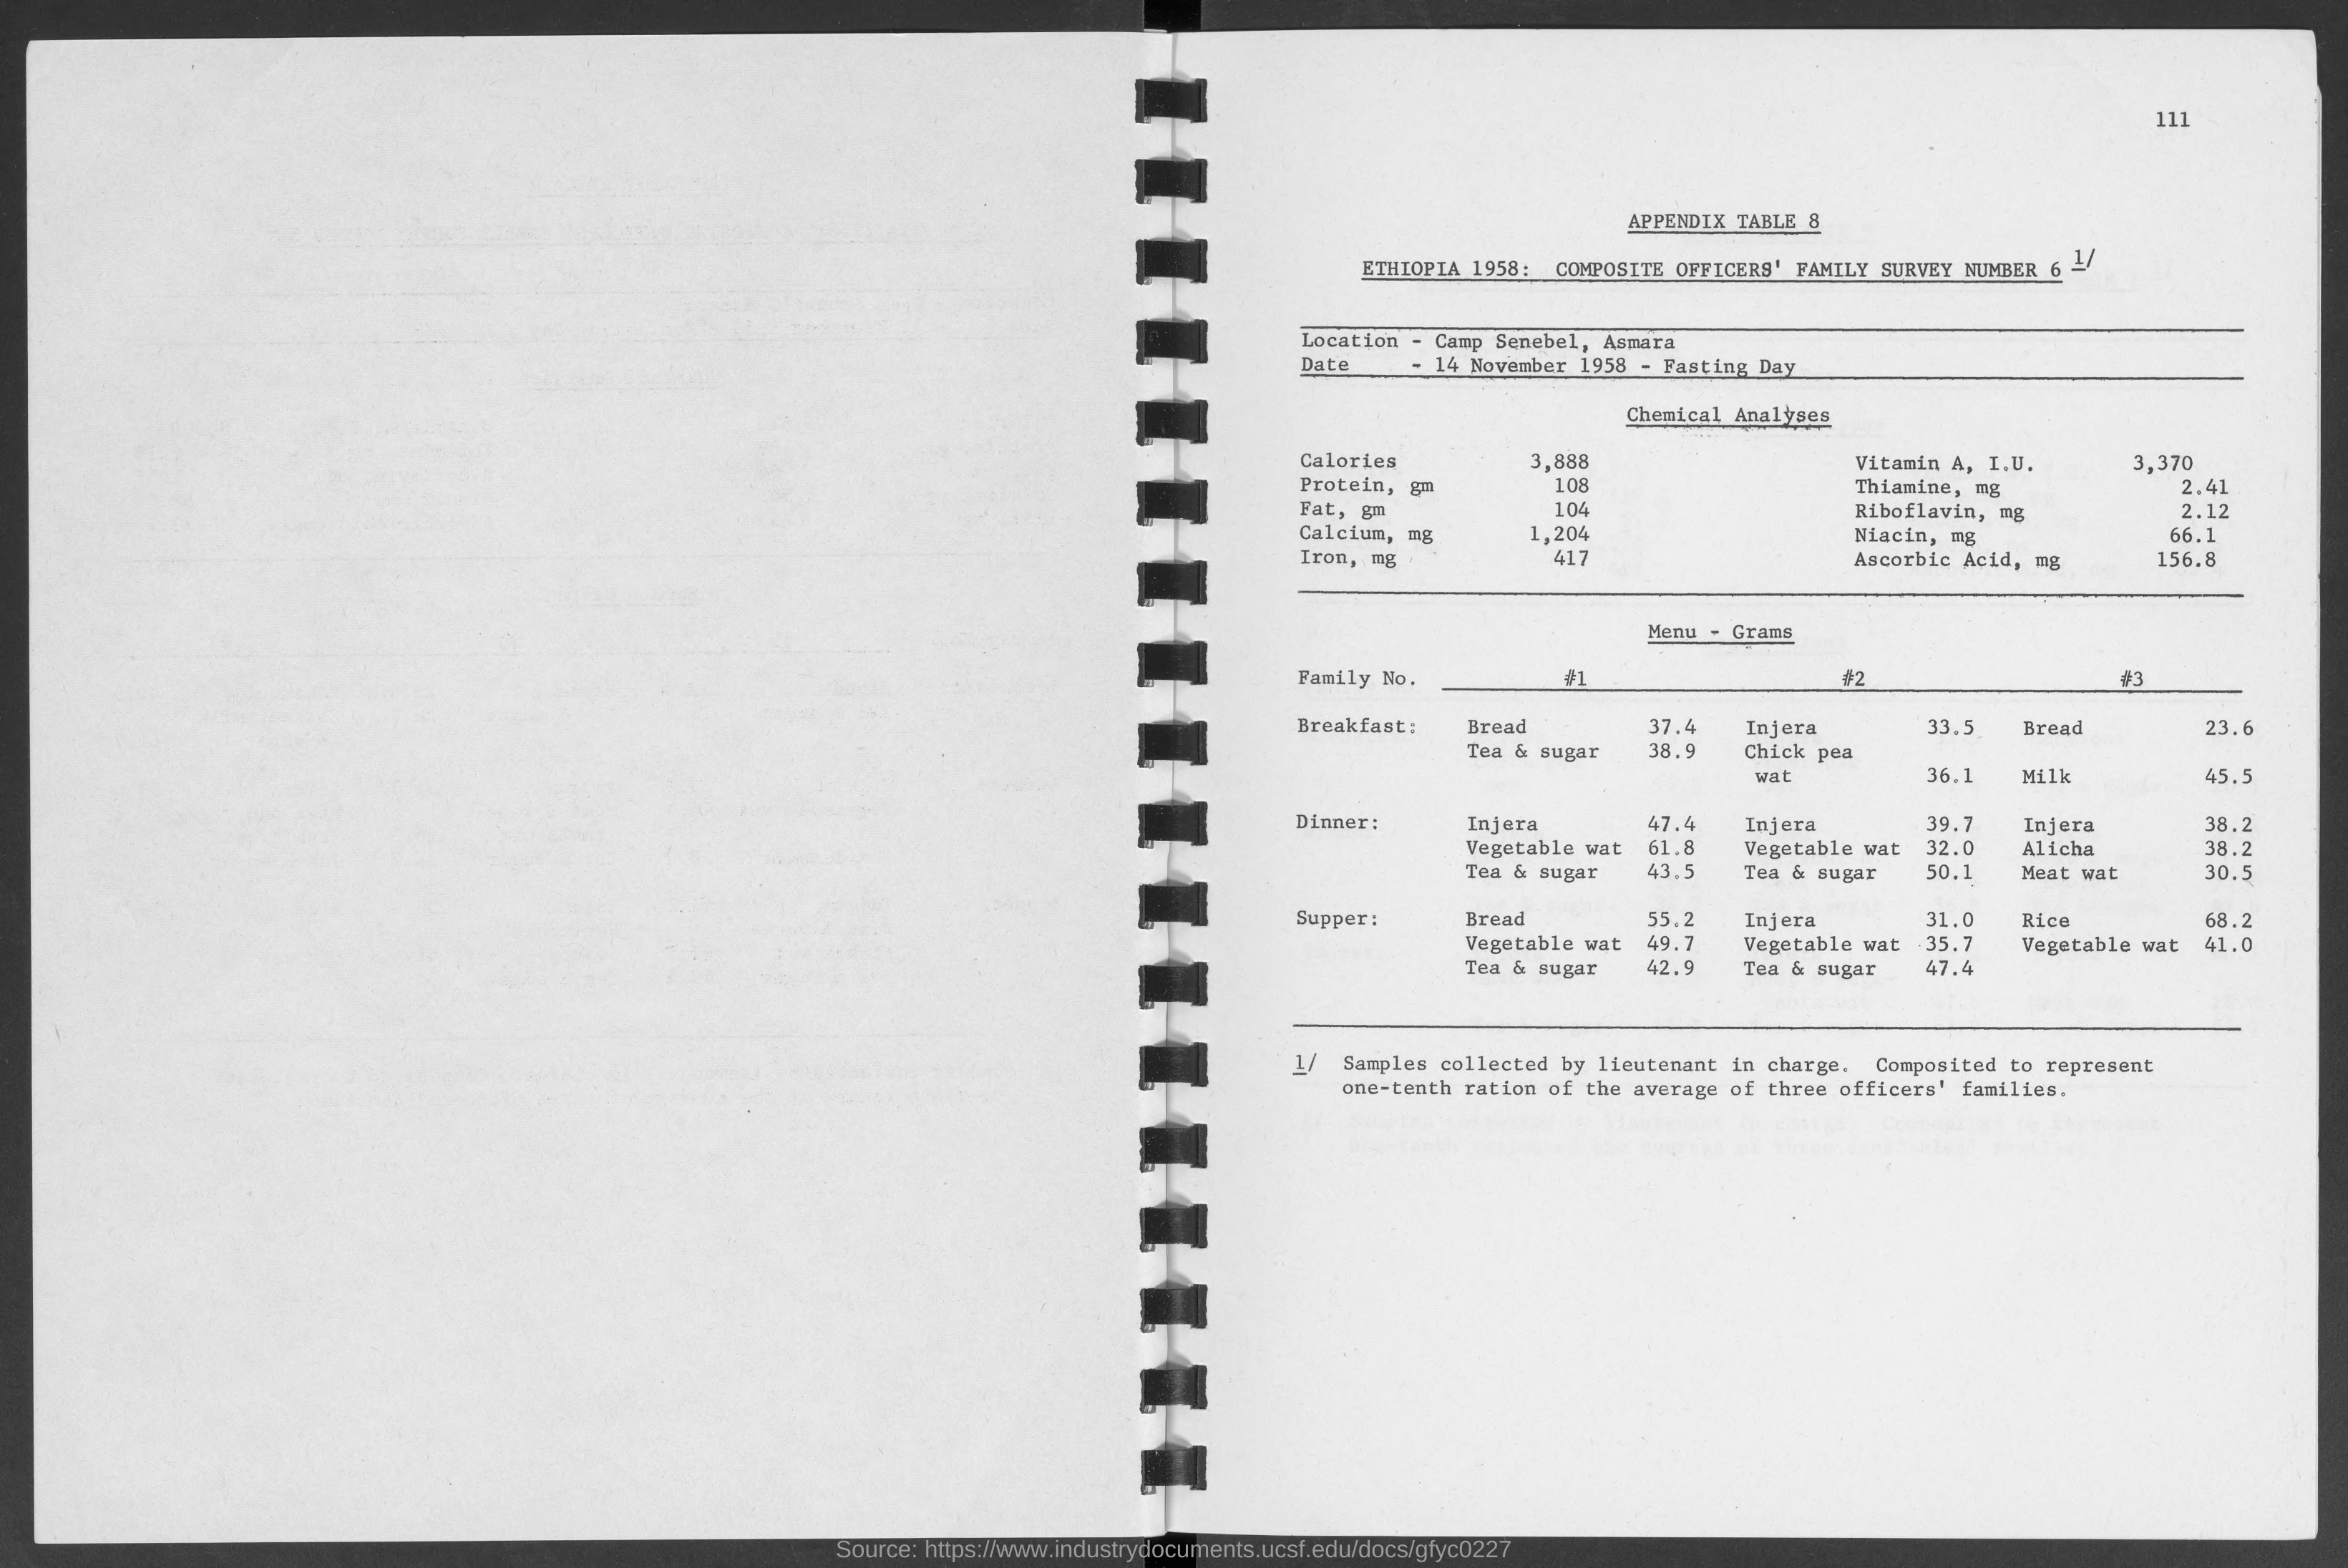 111
APPENDIX TABLE 8
ETHIOPIA 1958: COMPOSITE OFFICERS' FAMILY SURVEY NUMBER 6 1/
Location - Camp Senebel, Asmara
Date - 14 November 1958 - Fasting Day
Chemical Analyses
Calories 3,888 Vitamin A, I.U. 3,370
Protein, gm 108 Thiamine, mg 2.41
Fat, gm 104 Riboflavin, mg 2.12
Calcium, mg 1,204 Niacin, mg 66.1
Iron, mg 417 Ascorbic Acid, mg 156.8
Menu - Grams
Family No. #1 #2 #3
Breakfast: Bread 37.4 Injera 33.5 Bread 23.6
Tea & sugar 38.9 Chick pea
wat 36.1 Milk 45.5
Dinner: Injera 47.4 Injera 39.7 Injera 38.2
Vegetable wat 61.8 Vegetable wat 32.0 Alicha 38.2
Tea & sugar 43.5 Tea & sugar 50.1 Meat wat 30.5
Supper: Bread 55.2 Injera 31.0 Rice 68.2
Vegetable wat 49.7 Vegetable wat 35.7 Vegetable wat 41.0
Tea & sugar 42.9 Tea & sugar 47.4
1/ Samples collected by lieutenant in charge. Composited to represent
one-tenth ration of the average of three officers' families.
Source: https://www.industrydocuments.ucsf.edu/docs/gfyc0227